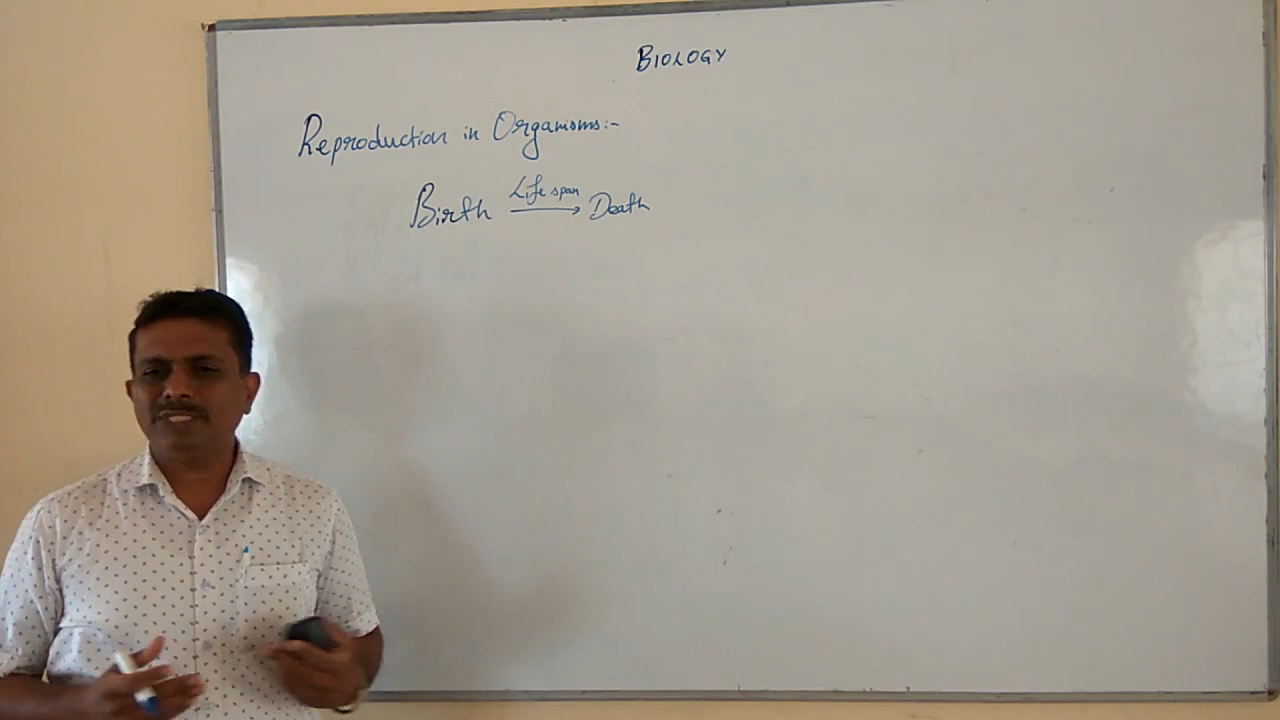 BIOLOGY
Reproduction in Organisms:-
Birth Life span → Death